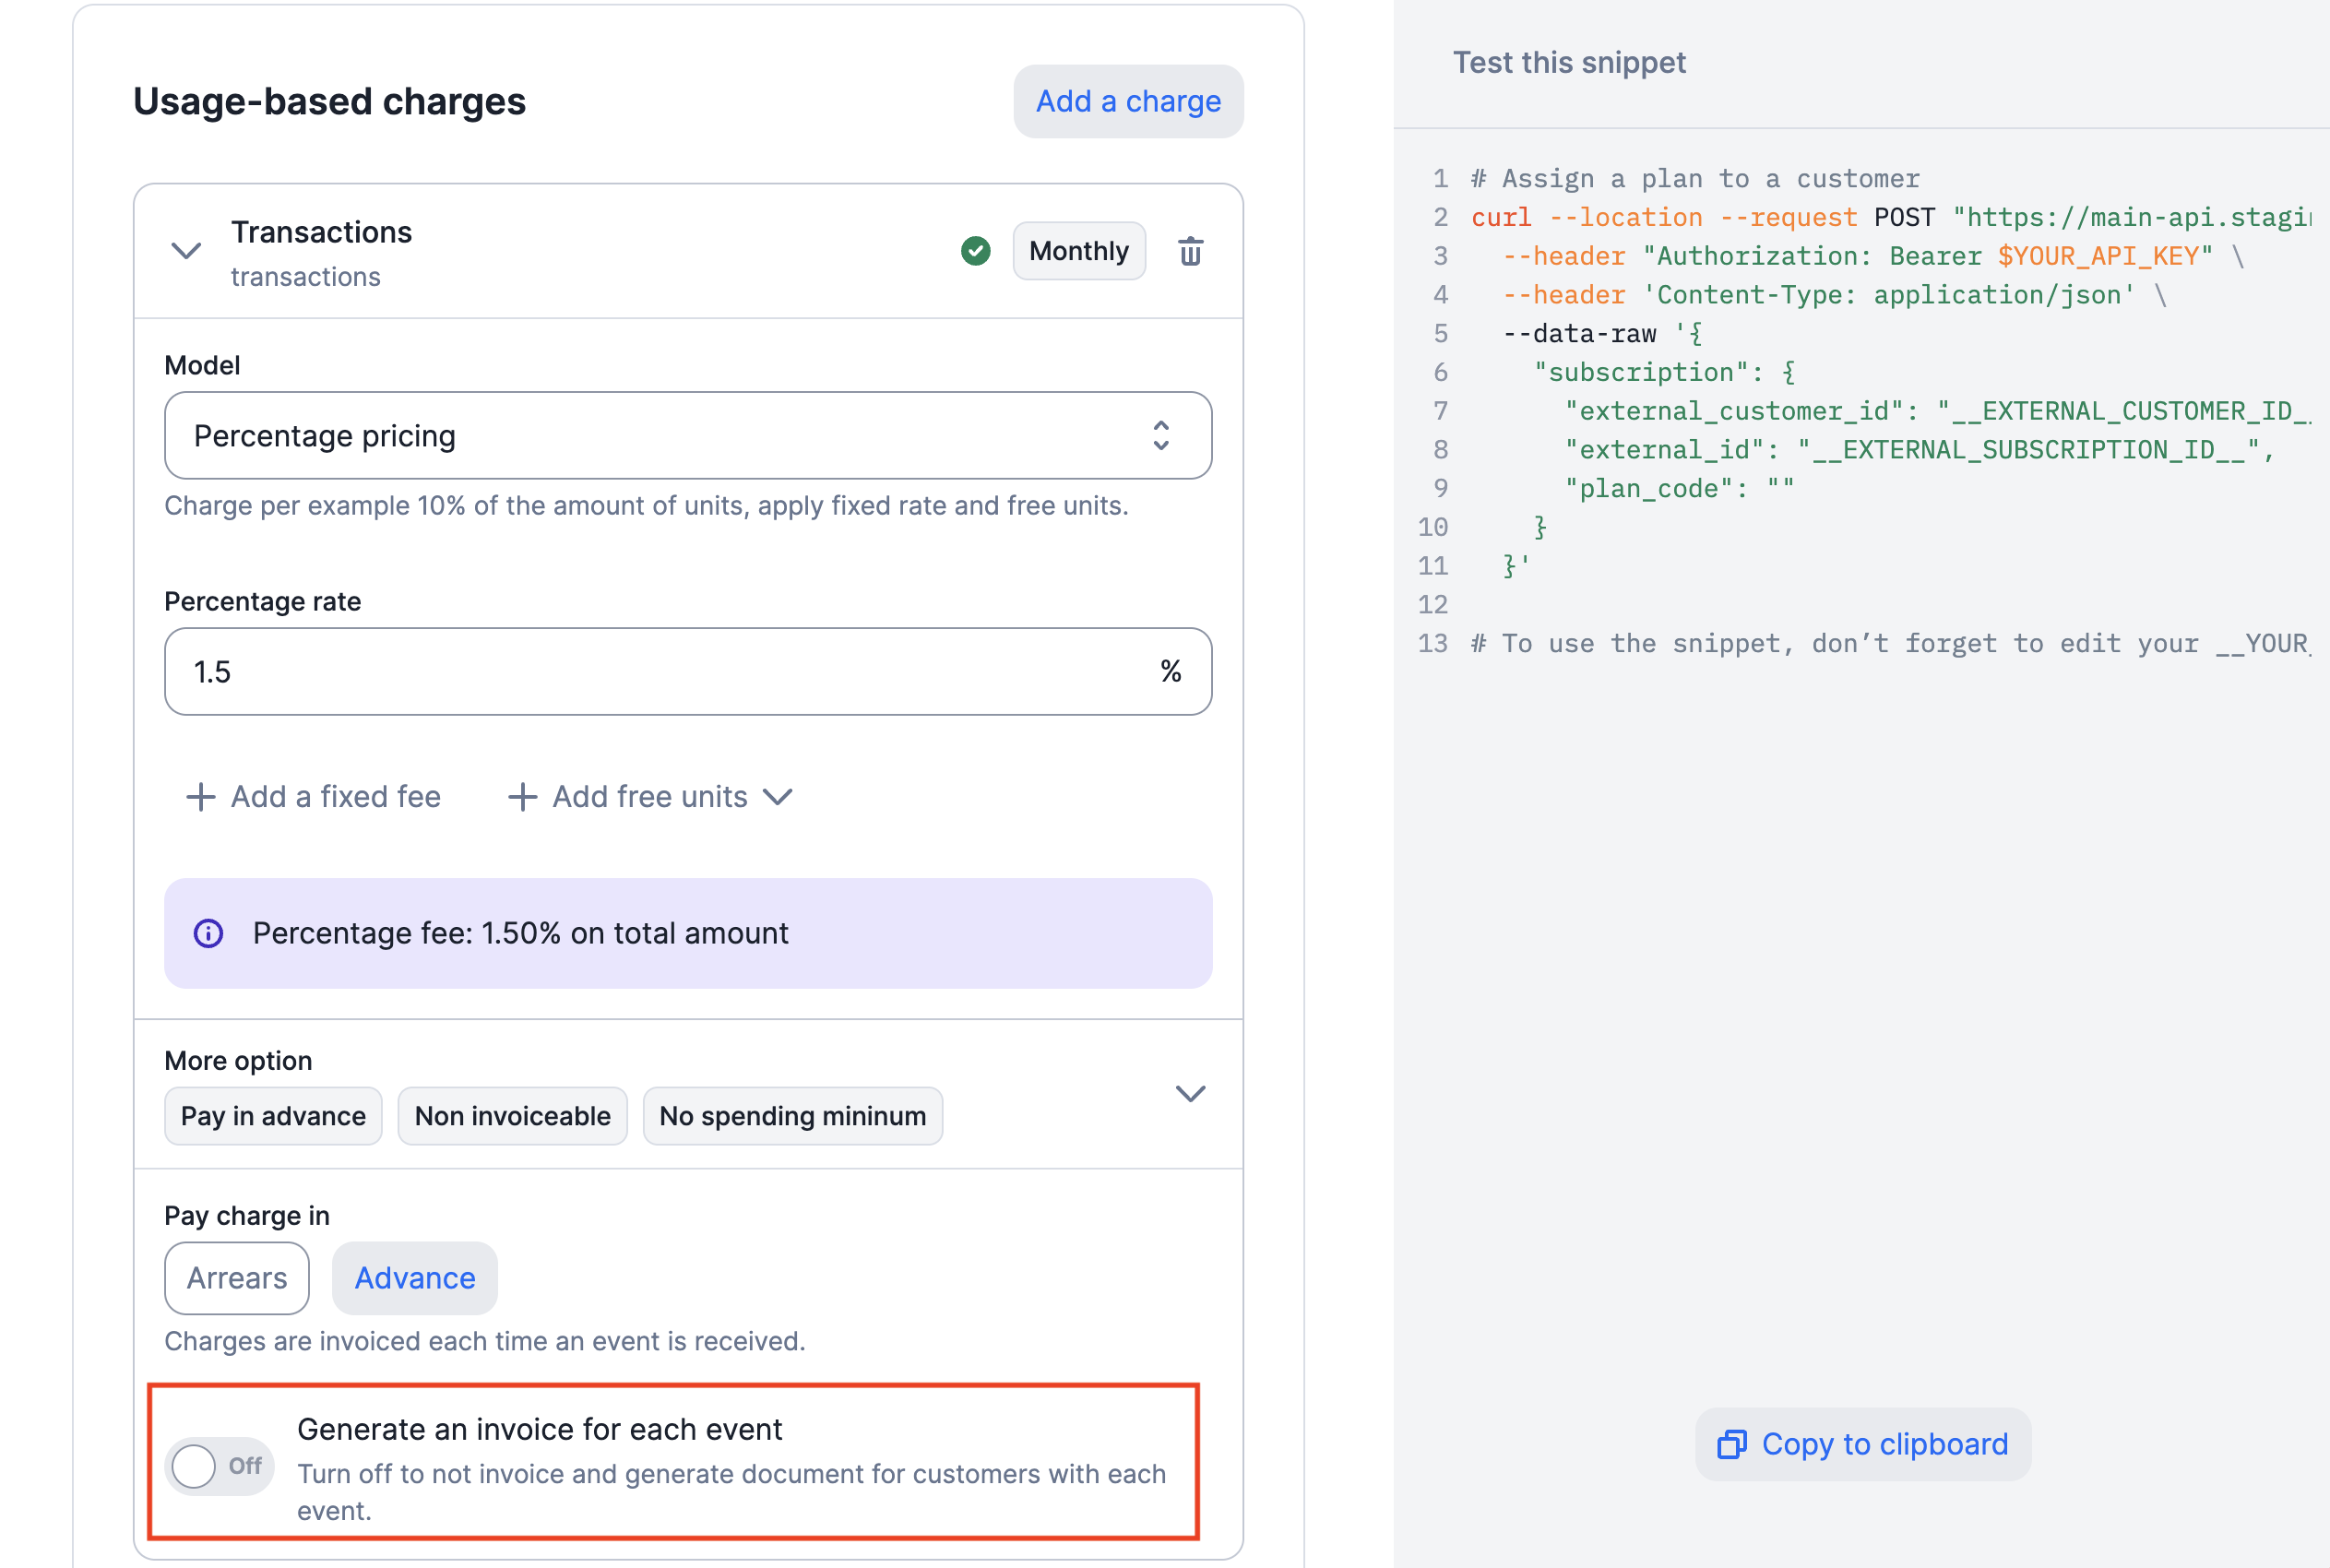 Usage-based charges
Add a charge
Transactions
transactions
Monthly
Model
Percentage pricing
Charge per example 10% of the amount of units, apply fixed rate and free units.
Percentage rate
1.5 %
Add a fixed fee
Add free units
Percentage fee: 1.50% on total amount
More option
Pay in advance
Non invoiceable
No spending mininum
Pay charge in
Arrears
Advance
Charges are invoiced each time an event is received.
Off
Generate an invoice for each event
Turn off to not invoice and generate document for customers with each
event.
Test this snippet
1 # Assign a plan to a customer
2 curl --location --request POST "https://main-api.stagin
3 --header "Authorization: Bearer $YOUR_API_KEY" \
4 --header 'Content-Type: application/json' \
5 --data-raw '{
6 "subscription": {
7 "external_customer_id": "__EXTERNAL_CUSTOMER_ID_
8 "external_id": "__EXTERNAL_SUBSCRIPTION_ID__",
9 "plan_code": ""
10 }
11 }'
12
13 # To use the snippet, don’t forget to edit your __YOUR_
Copy to clipboard